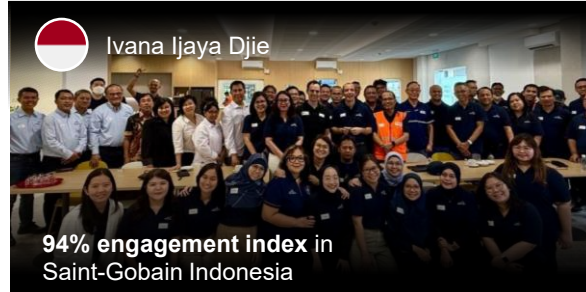 Ivana Ijaya Djie
94% engagement index in
Saint-Gobain Indonesia